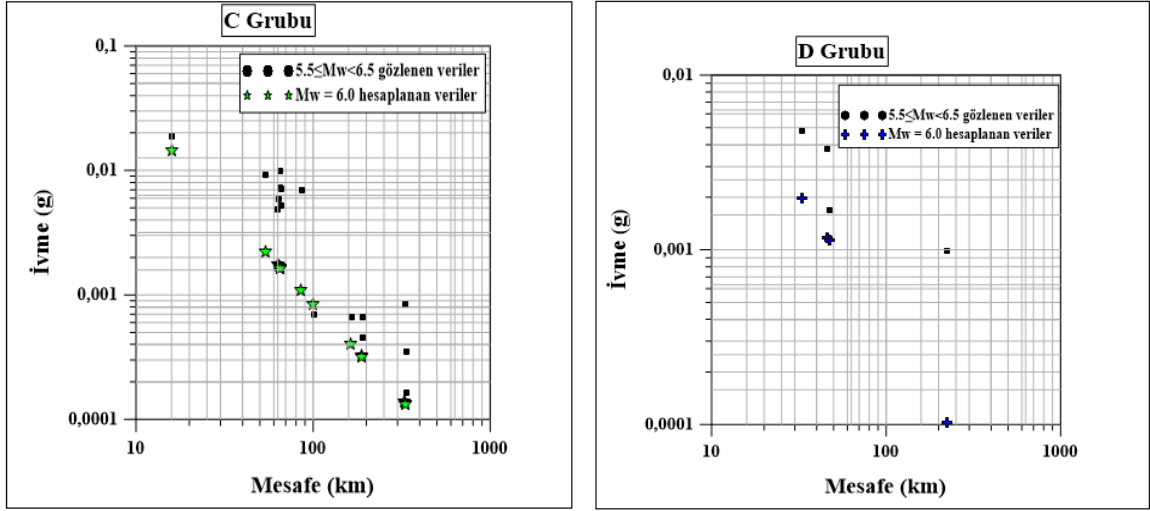 C Grubu
0,1
0,01
0,001
0,0001
İvme (g)
5.5≤Mw<6.5 gözlenen veriler
Mw = 6.0 hesaplanan veriler
10
100
1000
Mesafe (km)
D Grubu
0,01
0,001
0,0001
İvme (g)
5.5≤Mw<6.5 gözlenen veriler
Mw = 6.0 hesaplanan veriler
10
100
1000
Mesafe (km)